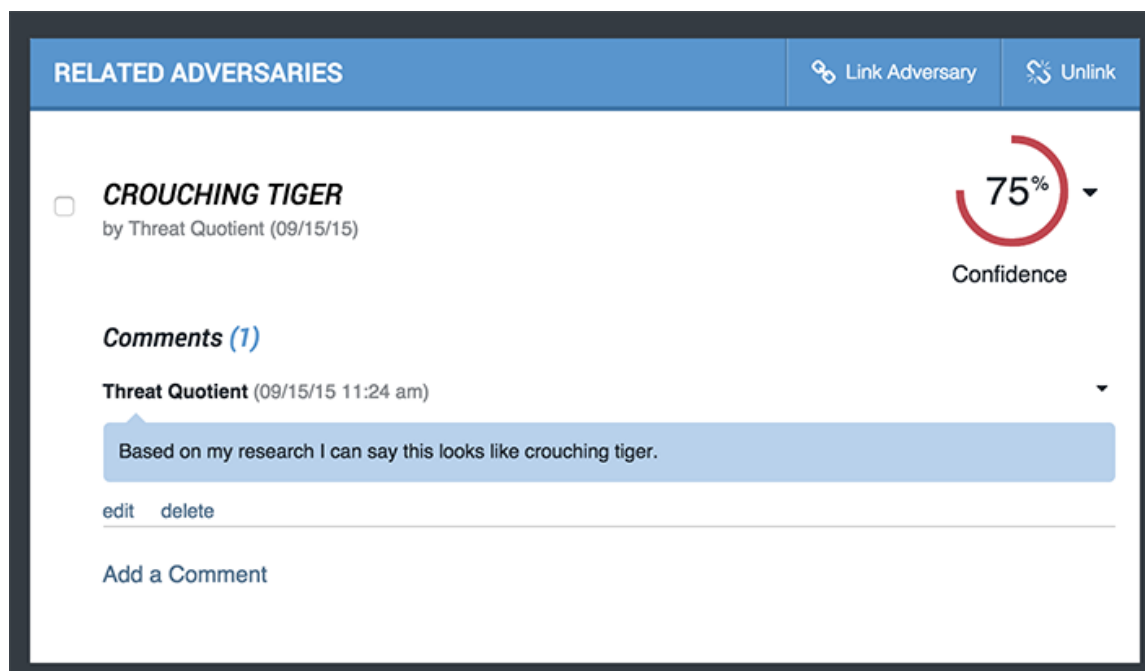 RELATED ADVERSARIES Link Adversary Unlink
CROUCHING TIGER
by Threat Quotient (09/15/15)
75%
Confidence
Comments (1)
Threat Quotient (09/15/15 11:24 am)
Based on my research I can say this looks like crouching tiger.
edit delete
Add a Comment